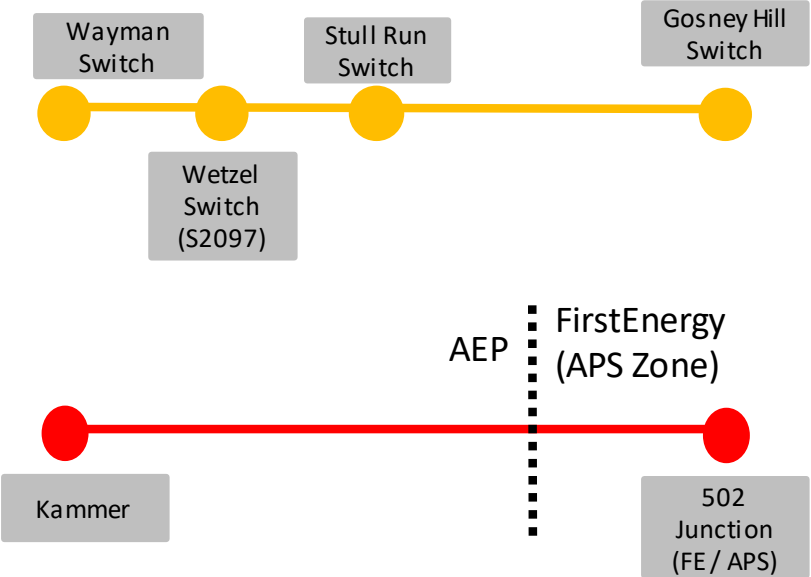 Wayman
Switch
Stull Run
Switch
Gosney Hill
Switch
Wetzel
Switch
(S2097)
AEP
FirstEnergy
(APS Zone)
Kammer
502
Junction
(FE / APS)